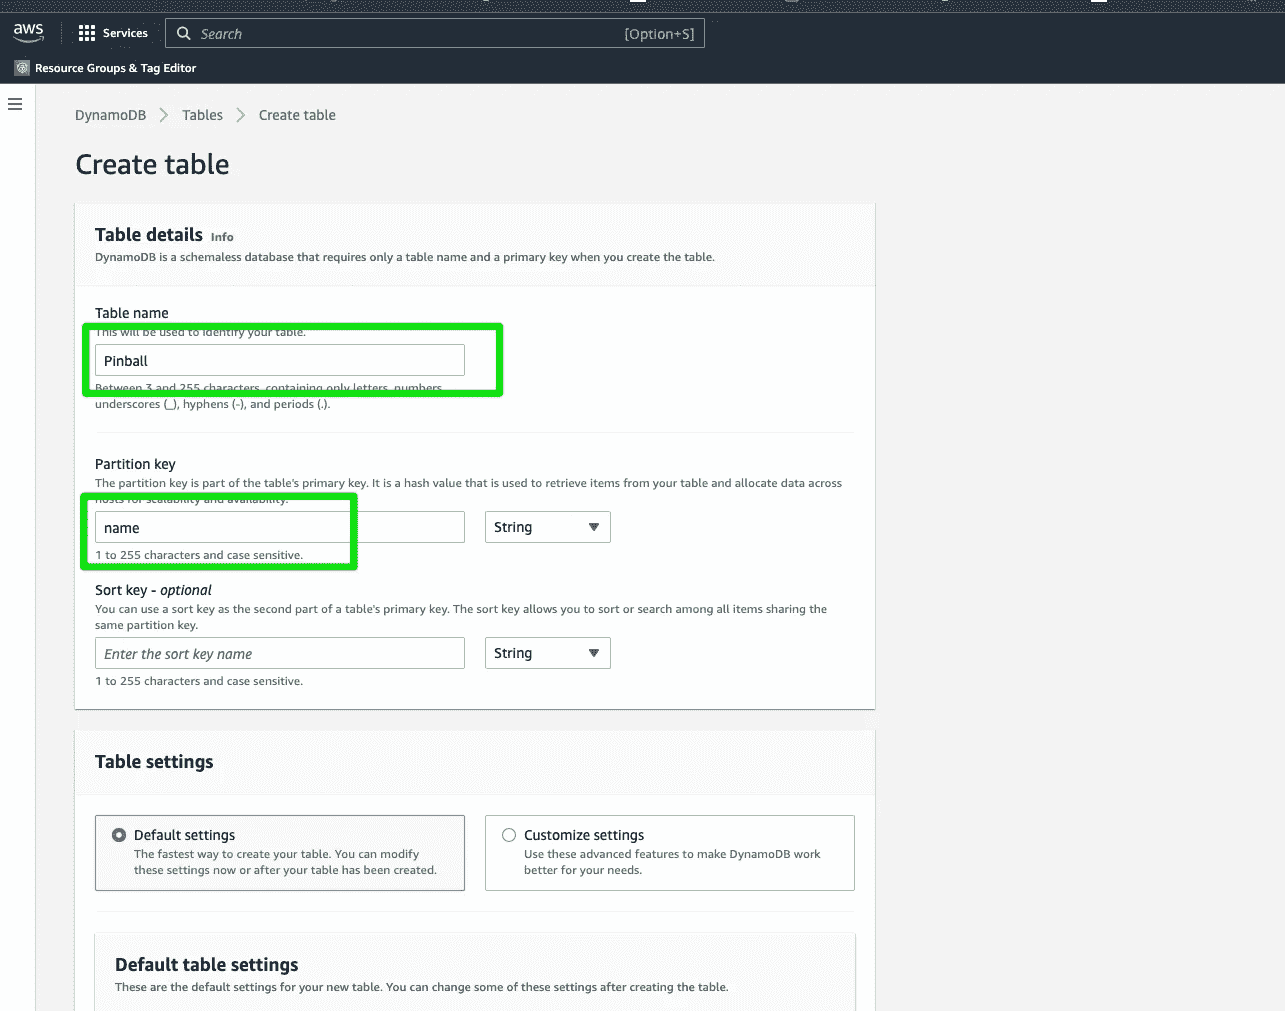 aws
Services
Search
[Option+S]
Resource Groups & Tag Editor
DynamoDB
Tables
Create table
Create table
Table details Info
DynamoDB is a schemaless database that requires only a table name and a primary key when you create the table.
Table name
This will be used to identify your table.
Pinball
Between 3 and 255 characters, containing only letters, numbers
underscores (_), hyphens (-), and periods (.).
Partition key
The partition key is part of the table's primary key. It is a hash value that is used to retrieve items from your table and allocate data across
hosts for scalability and availability.
name
String
1 to 255 characters and case sensitive.
Sort key - optional
You can use a sort key as the second part of a table's primary key. The sort key allows you to sort or search among all items sharing the
same partition key.
Enter the sort key name
String
1 to 255 characters and case sensitive.
Table settings
Default settings
The fastest way to create your table. You can modify
these settings now or after your table has been created.
Customize settings
Use these advanced features to make DynamoDB work
better for your needs.
Default table settings
These are the default settings for your new table. You can change some of these settings after creating the table.